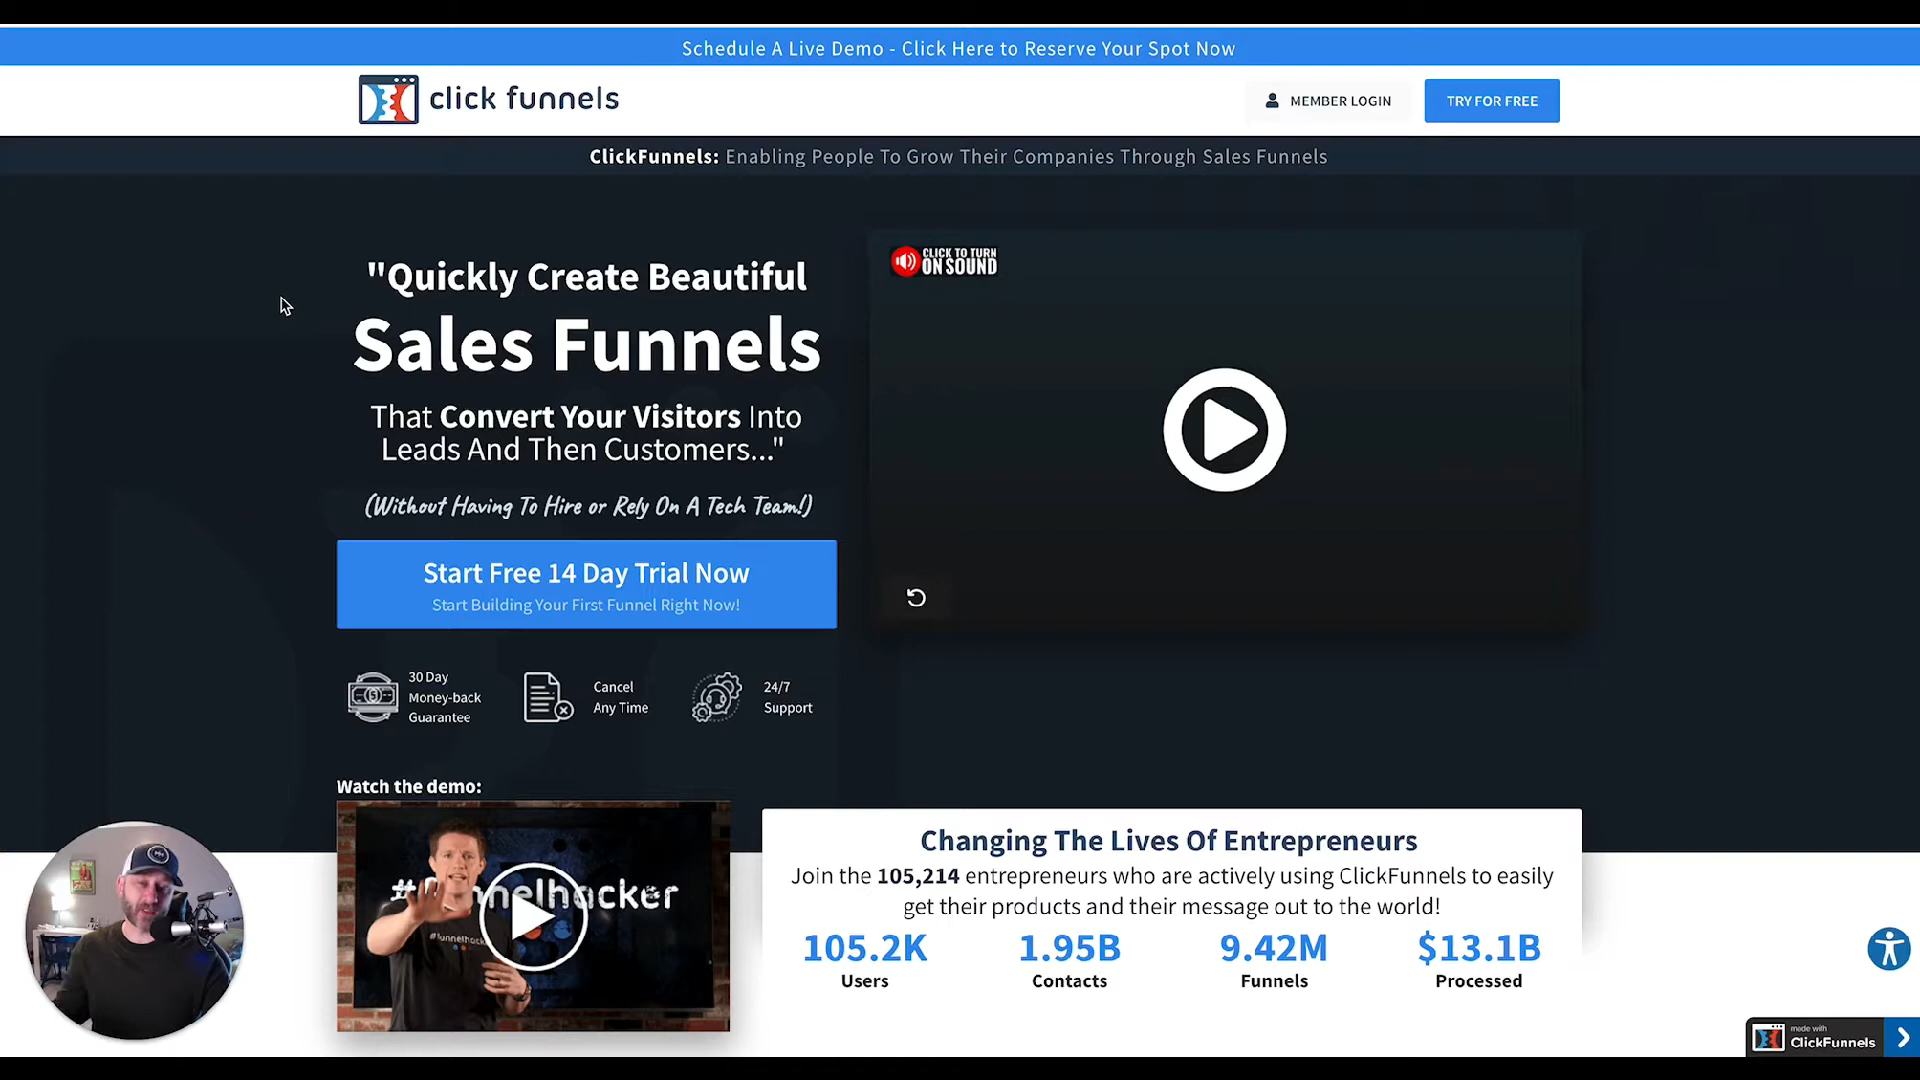 Schedule A Live Demo - Click Here to Reserve Your Spot Now
click funnels
MEMBER LOGIN
TRY FOR FREE
ClickFunnels: Enabling People To Grow Their Companies Through Sales Funnels
"Quickly Create Beautiful
Sales Funnels
That Convert Your Visitors Into
Leads And Then Customers..."
(Without Having To Hire or Rely On A Tech Team!)
Start Free 14 Day Trial Now
Start Building Your First Funnel Right Now!
30 Day
Money-back
Guarantee
Cancel
Any Time
24/7
Support
CLICK TO TURN
ON SOUND
Watch the demo:
Changing The Lives Of Entrepreneurs
Join the 105,214 entrepreneurs who are actively using ClickFunnels to easily
get their products and their message out to the world!
105.2K
Users
1.95B
Contacts
9.42M
Funnels
$13.1B
Processed
made with
ClickFunnels